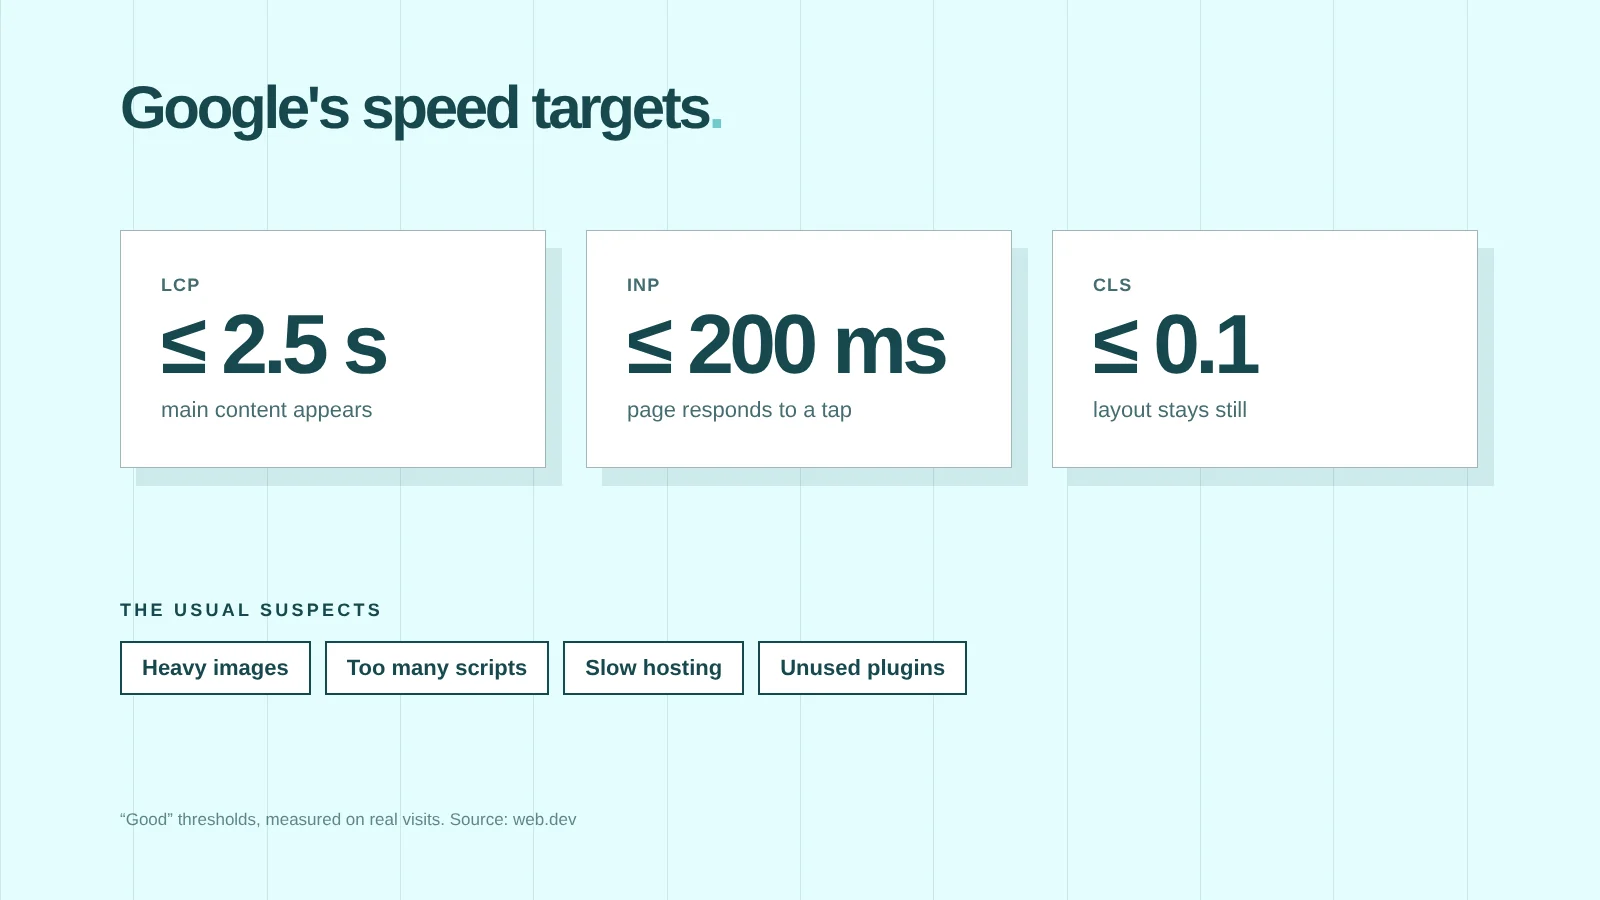 Google's speed targets.
LCP
≤ 2.5 s
main content appears
INP
≤ 200 ms
page responds to a tap
CLS
≤ 0.1
layout stays still
THE USUAL SUSPECTS
Heavy images
Too many scripts
Slow hosting
Unused plugins
“Good” thresholds, measured on real visits. Source: web.dev